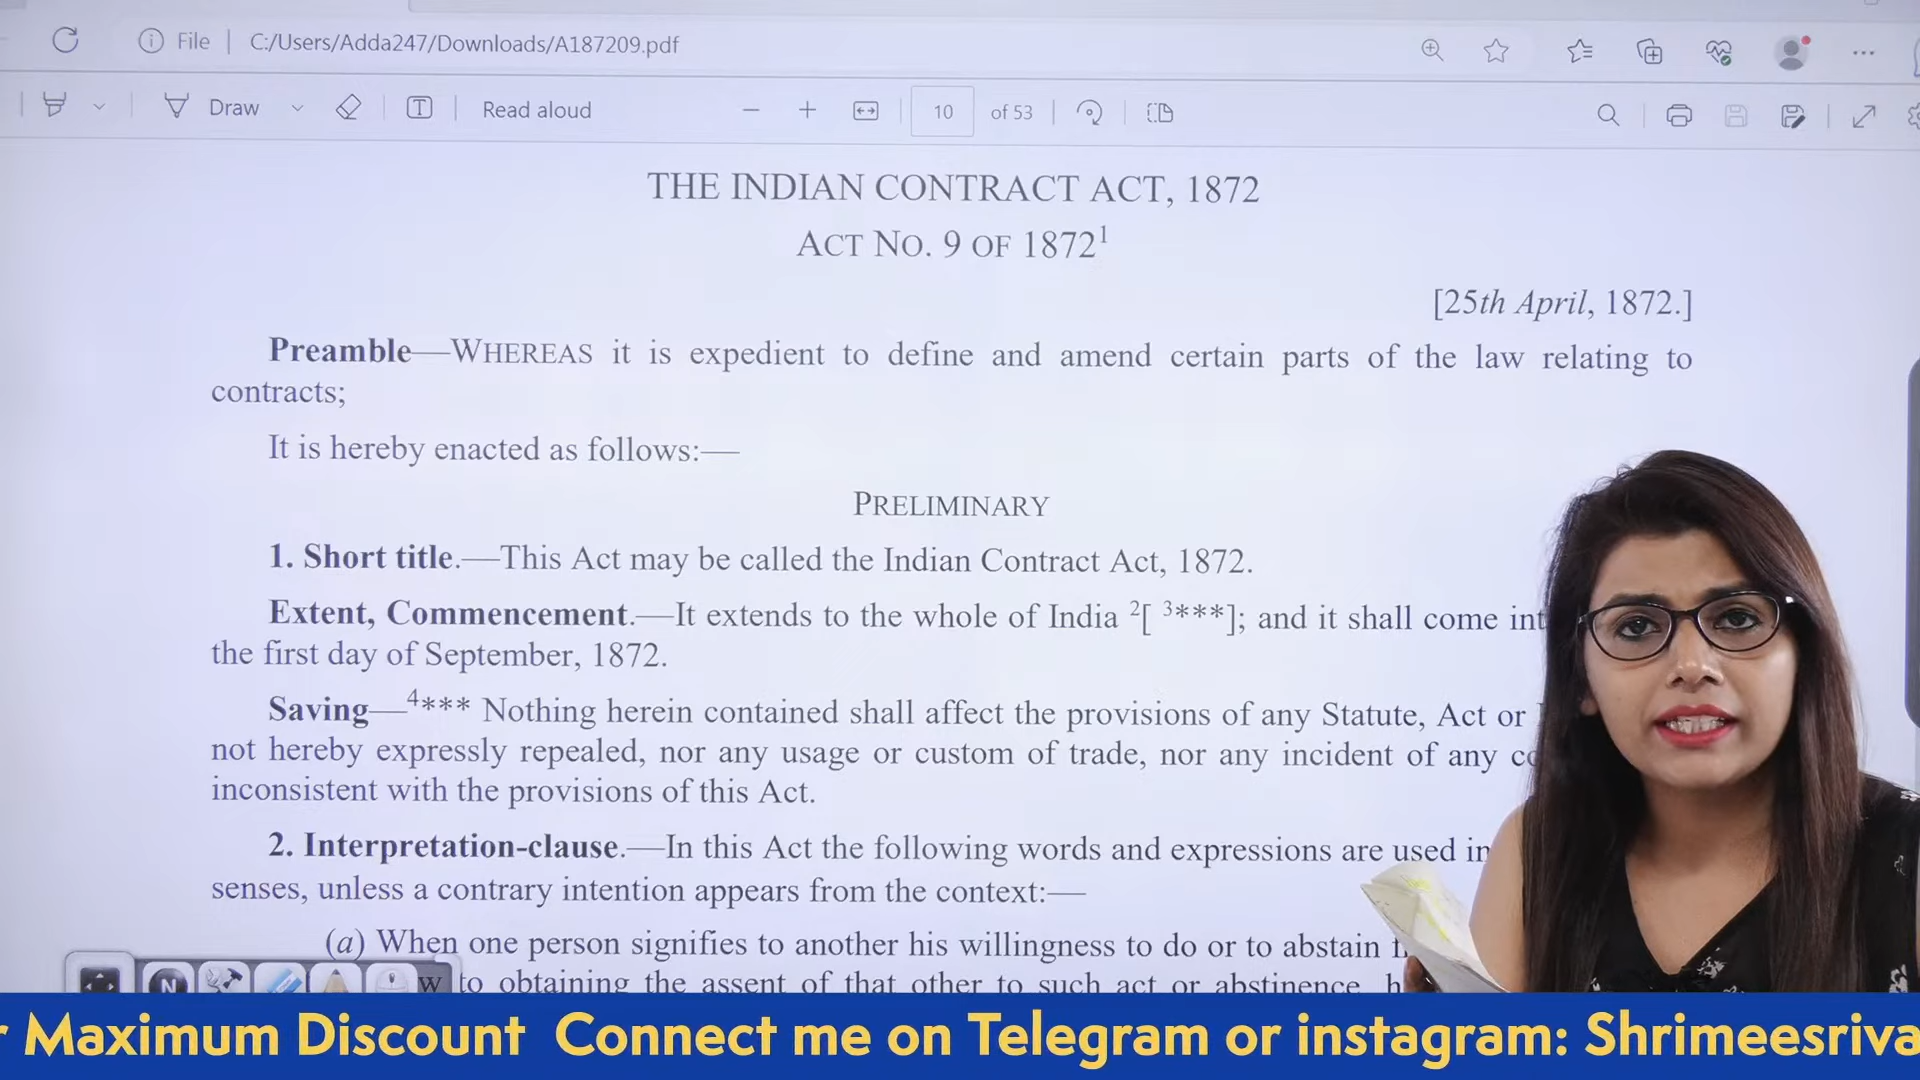 File | C:/Users/Adda247/Downloads/A187209.pdf
Draw
Read aloud
10 of 53
THE INDIAN CONTRACT ACT, 1872
ACT NO. 9 OF 1872¹
[25th April, 1872.]
Preamble—WHEREAS it is expedient to define and amend certain parts of the law relating to
contracts;
It is hereby enacted as follows:—
PRELIMINARY
1. Short title.—This Act may be called the Indian Contract Act, 1872.
Extent, Commencement.—It extends to the whole of India ²[ ³***]; and it shall come
the first day of September, 1872.
Saving—⁴*** Nothing herein contained shall affect the provisions of any Statute, Act or
not hereby expressly repealed, nor any usage or custom of trade, nor any incident of any
inconsistent with the provisions of this Act.
2. Interpretation-clause.—In this Act the following words and expressions are used in
senses, unless a contrary intention appears from the context:—
(a) When one person signifies to another his willingness to do or to abstain
to obtaining the assent of that other to such act or abstinence,
Maximum Discount Connect me on Telegram or instagram: Shrimeesriva